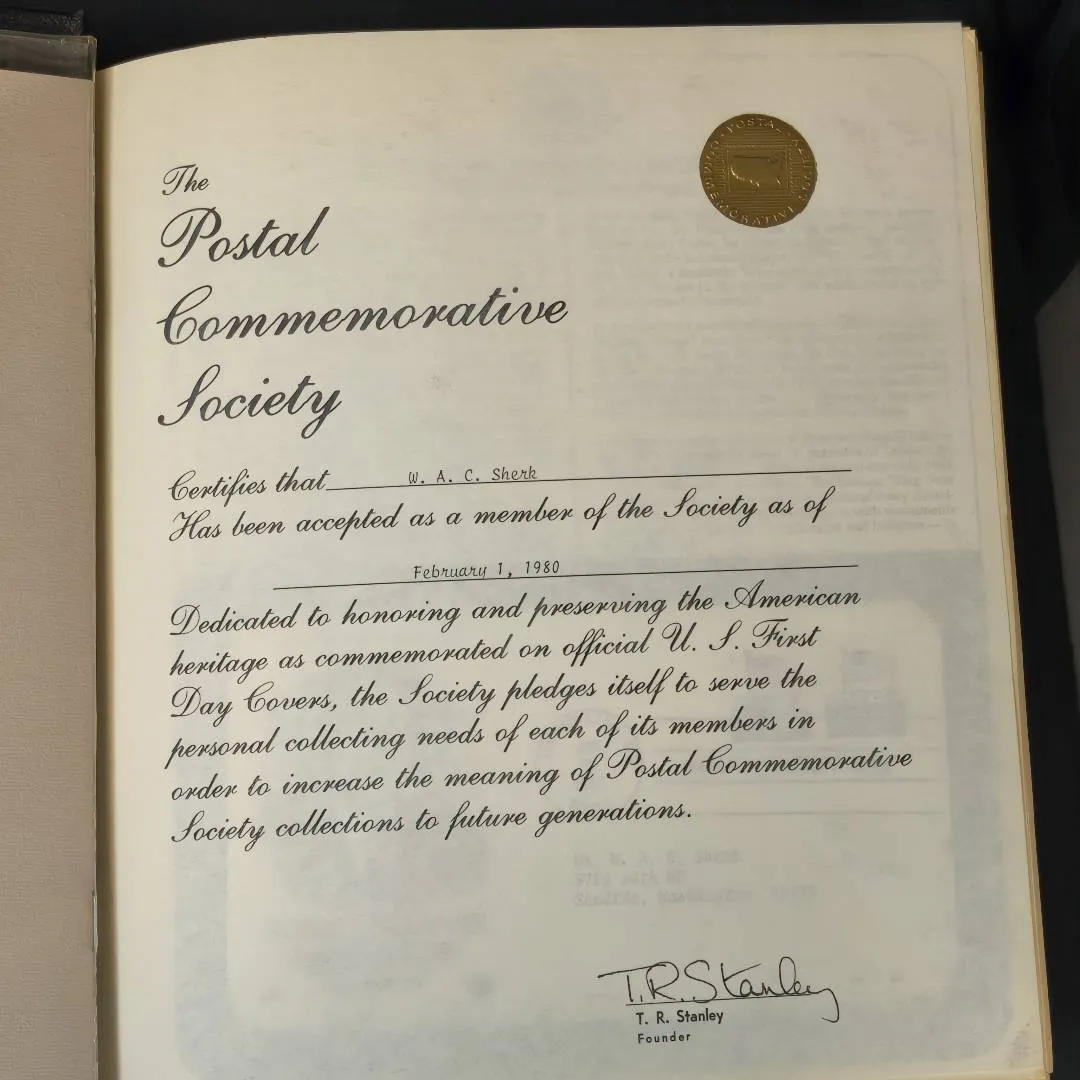 The
Postal
Commemorative
Society
POSTAL COMMEMORATIVE SOCIETY
Certifies that W. A. C. Sherk
Has been accepted as a member of the Society as of
February 1, 1980
Dedicated to honoring and preserving the American
heritage as commemorated on official U. S. First
Day Covers, the Society pledges itself to serve the
personal collecting needs of each of its members in
order to increase the meaning of Postal Commemorative
Society collections to future generations.
T.R. Stanley
T. R. Stanley
Founder